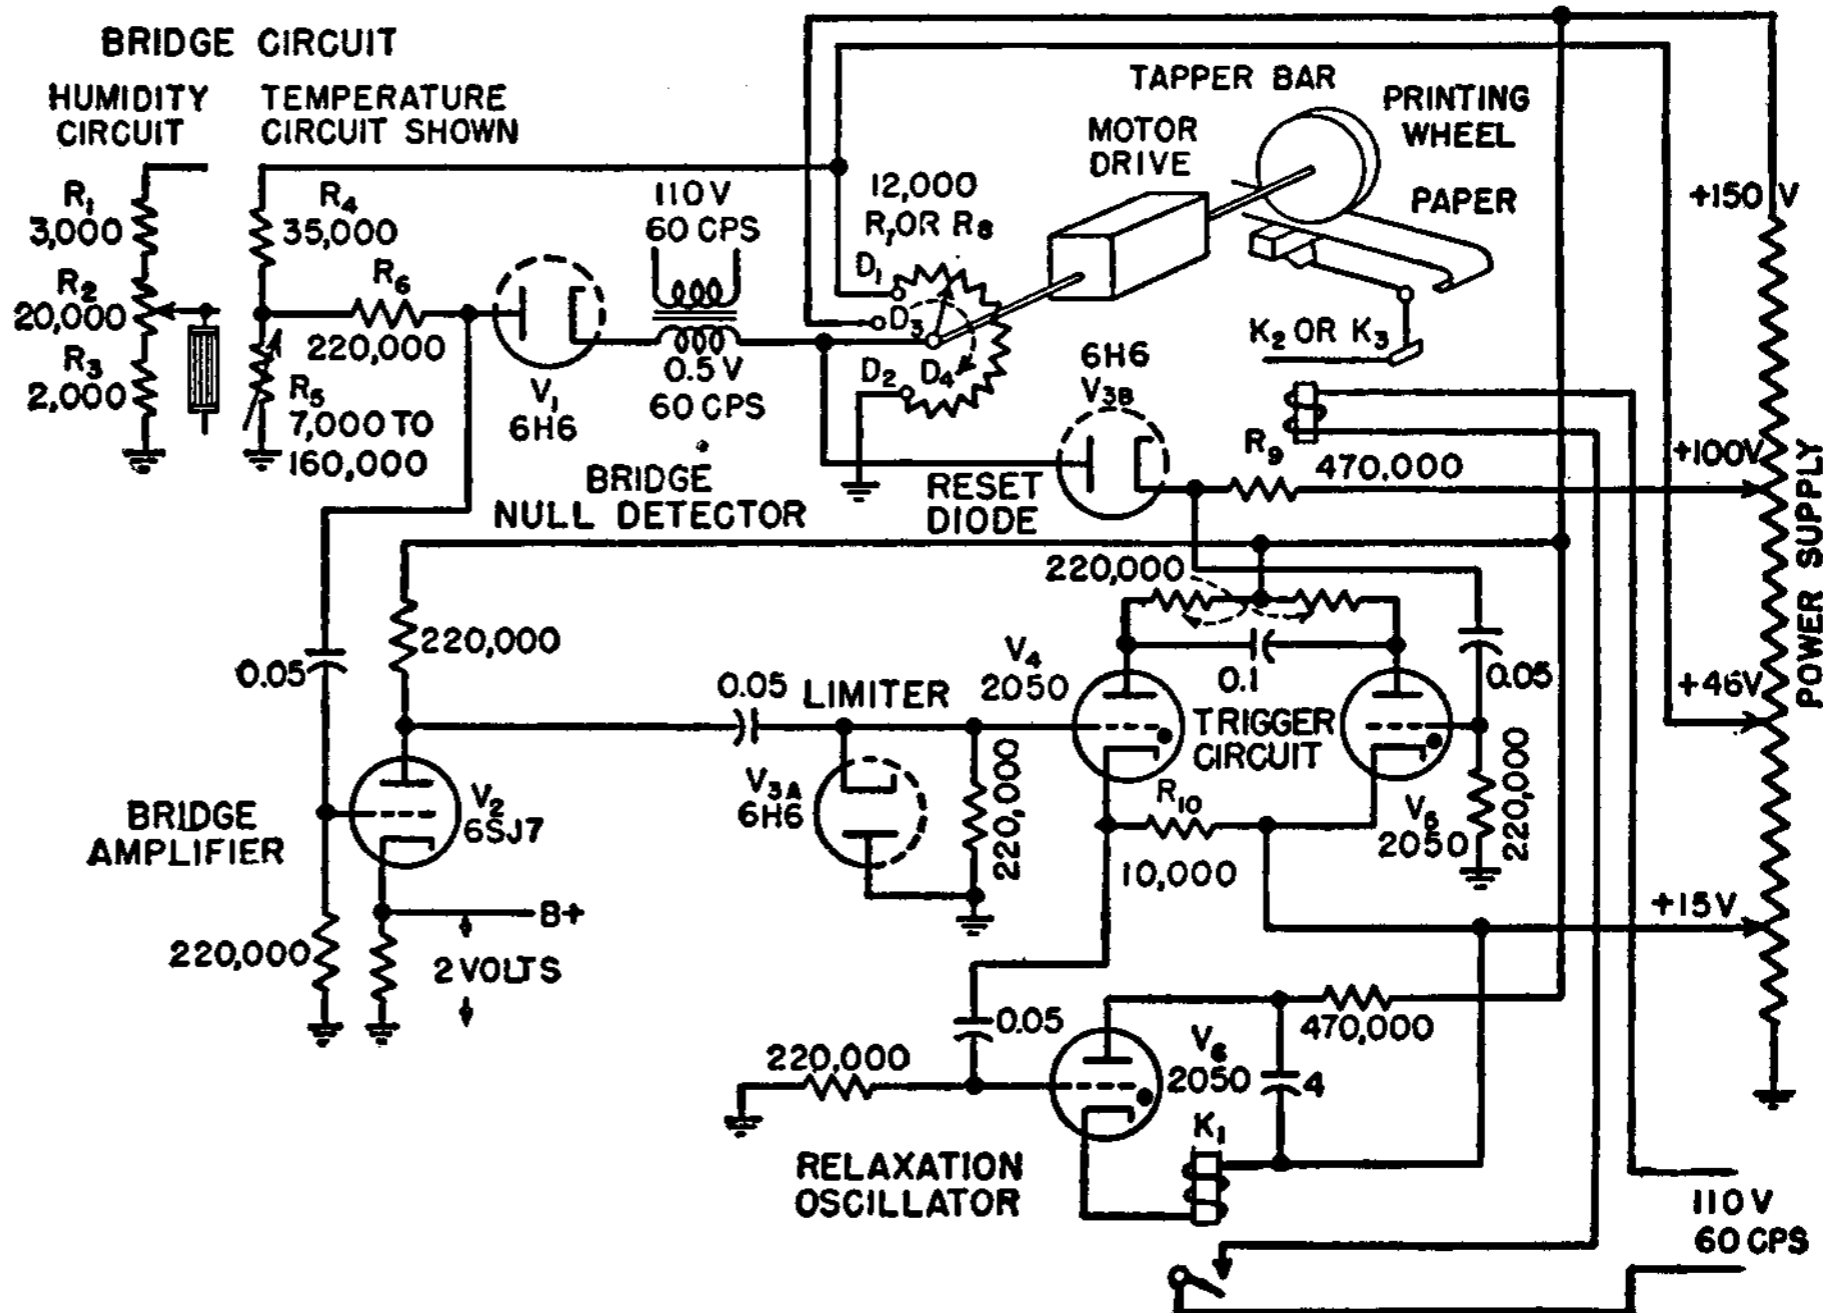 BRIDGE CIRCUIT
HUMIDITY
CIRCUIT
TEMPERATURE
CIRCUIT SHOWN
R1
3,000
R2
20,000
R3
2,000
R4
35,000
R6
220,000
R5
7,000 TO
160,000
V1
6H6
110 V
60 CPS
0.5 V
60 CPS
BRIDGE
NULL DETECTOR
12,000
R7 OR R8
D1
D3
D2
D4
MOTOR
DRIVE
TAPPER BAR
PRINTING
WHEEL
PAPER
K2 OR K3
6H6
V3B
RESET
DIODE
R9
470,000
+150 V
+100V
+46V
+15V
POWER SUPPLY
220,000
0.05
220,000
V2
6SJ7
BRIDGE
AMPLIFIER
220,000
B+
2 VOLTS
0.05
LIMITER
V3A
6H6
220,000
V4
2050
0.1
TRIGGER
CIRCUIT
R10
10,000
V5
2050
0.05
220,000
0.05
220,000
V6
2050
4
470,000
K1
RELAXATION
OSCILLATOR
110 V
60 CPS